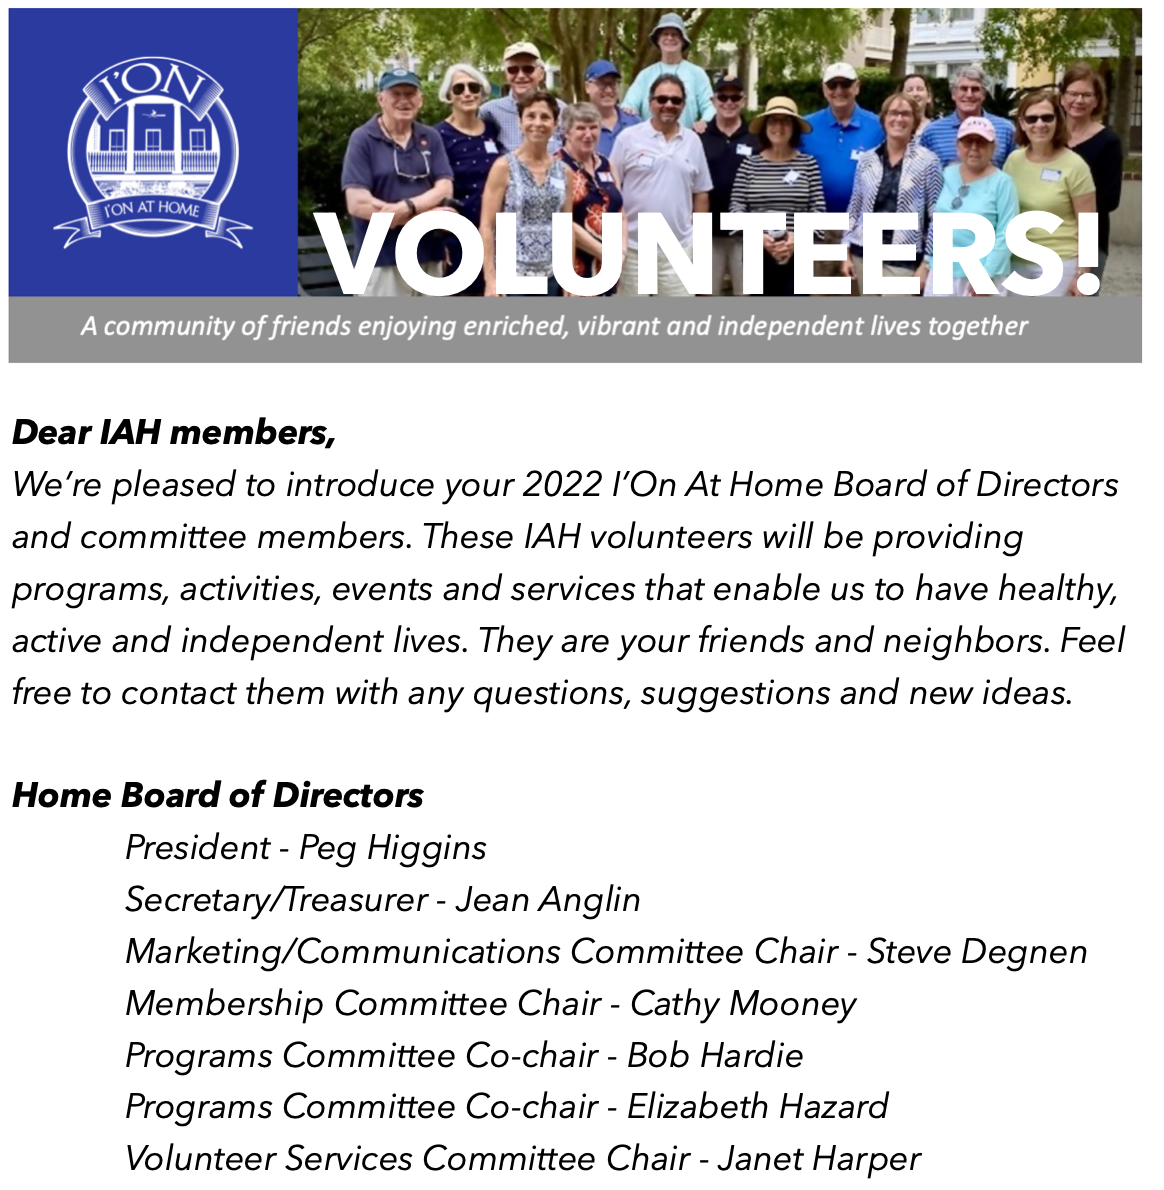 I'ON
I'ON AT HOME
VOLUNTEERS!
A community of friends enjoying enriched, vibrant and independent lives together
Dear IAH members,
We’re pleased to introduce your 2022 I’On At Home Board of Directors
and committee members. These IAH volunteers will be providing
programs, activities, events and services that enable us to have healthy,
active and independent lives. They are your friends and neighbors. Feel
free to contact them with any questions, suggestions and new ideas.
Home Board of Directors
President - Peg Higgins
Secretary/Treasurer - Jean Anglin
Marketing/Communications Committee Chair - Steve Degnen
Membership Committee Chair - Cathy Mooney
Programs Committee Co-chair - Bob Hardie
Programs Committee Co-chair - Elizabeth Hazard
Volunteer Services Committee Chair - Janet Harper